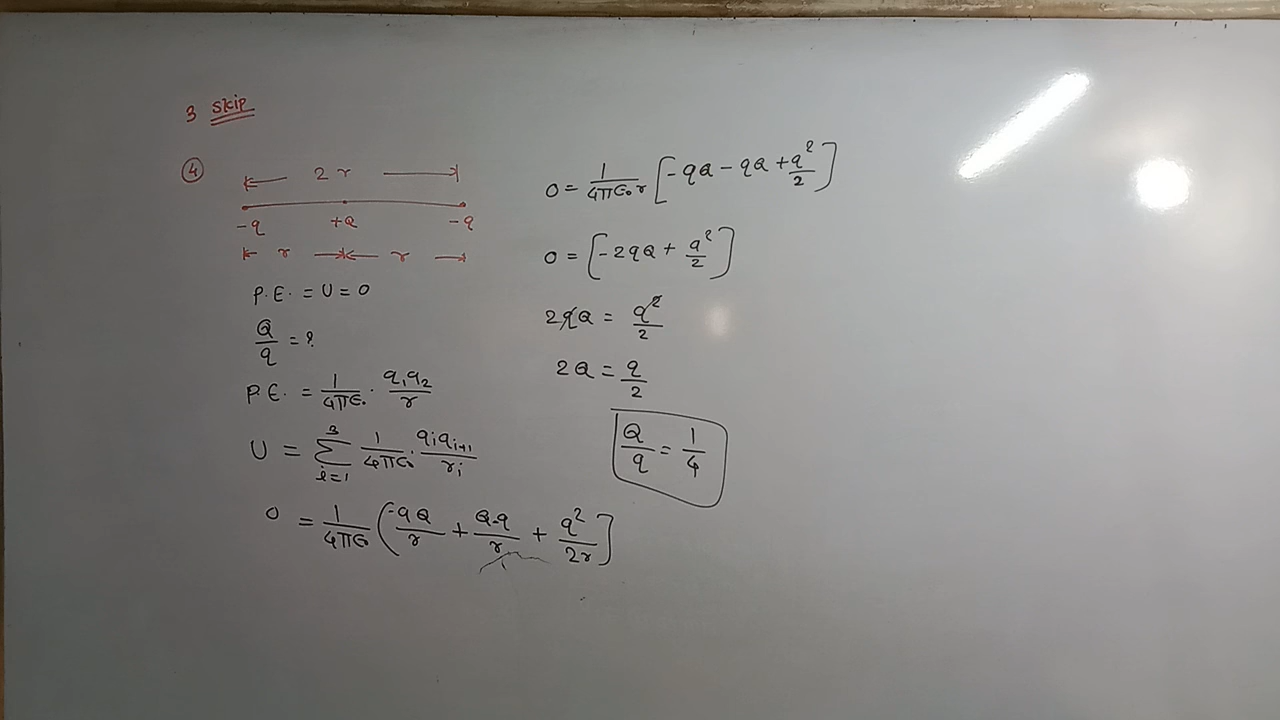 3 Skip
④
2r
-q +Q -q
r r
P.E. = U = 0
Q/q = ?
P.E. = 1/4πϵ₀ · q₁q₂/r
U = ∑_{i=1}^{3} 1/4πϵ₀ · qᵢqᵢ₊₁/rᵢ
0 = 1/4πϵ₀ (-qQ/r + Q-q/r + q²/2r]
0 = 1/4πϵ₀r [-qQ - qQ + q²/2]
0 = [-2qQ + q²/2]
2qQ = q²/2
2Q = q/2
Q/q = 1/4